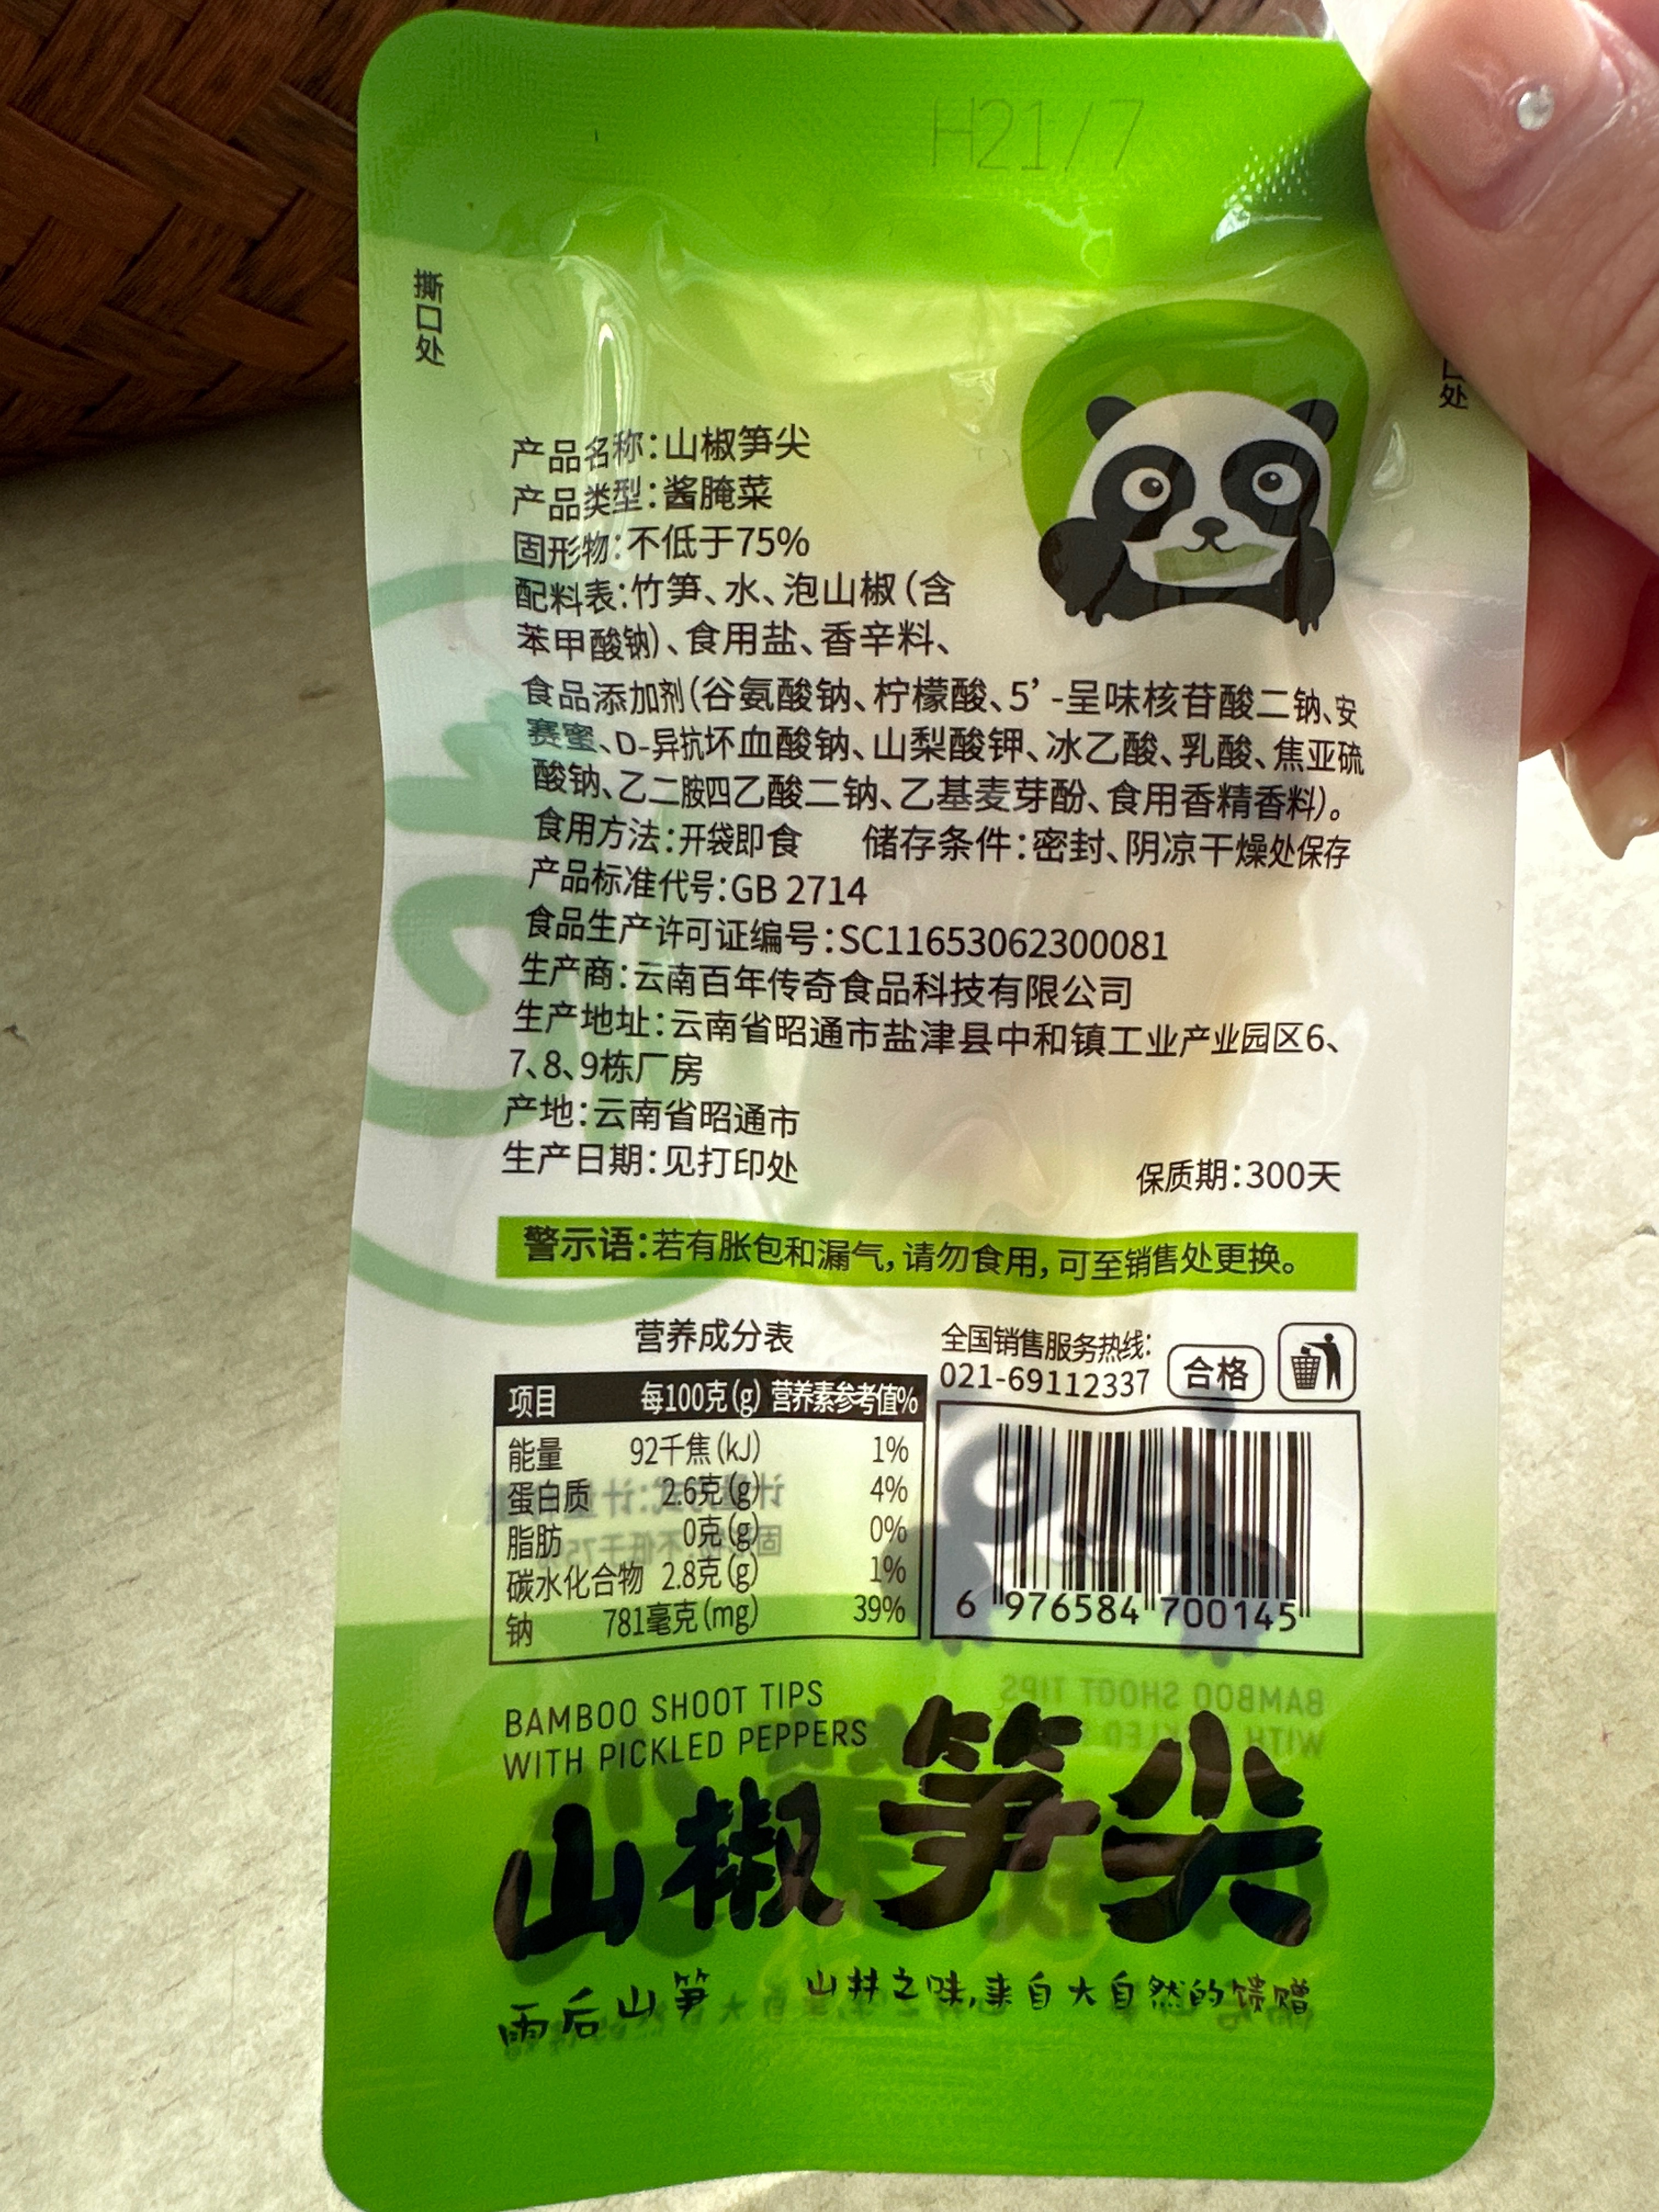 H21/7
撕口处
口处
产品名称：山椒笋尖
产品类型：酱腌菜
固形物：不低于75%
配料表：竹笋、水、泡山椒（含
苯甲酸钠）、食用盐、香辛料、
食品添加剂（谷氨酸钠、柠檬酸、5’-呈味核苷酸二钠、安
赛蜜、D-异抗坏血酸钠、山梨酸钾、冰乙酸、乳酸、焦亚硫
酸钠、乙二胺四乙酸二钠、乙基麦芽酚、食用香精香料）。
食用方法：开袋即食 储存条件：密封、阴凉干燥处保存
产品标准代号：GB 2714
食品生产许可证编号：SC11653062300081
生产商：云南百年传奇食品科技有限公司
生产地址：云南省昭通市盐津县中和镇工业产业园区6、
7、8、9栋厂房
产地：云南省昭通市
生产日期：见打印处 保质期：300天
警示语：若有胀包和漏气，请勿食用，可至销售处更换。
营养成分表
项目 每100克(g) 营养素参考值%
能量 92千焦(kJ) 1%
蛋白质 2.6克(g) 4%
脂肪 0克(g) 0%
碳水化合物 2.8克(g) 1%
钠 781毫克(mg) 39%
全国销售服务热线：
021-69112337
合格
6 976584 700145
BAMBOO SHOOT TIPS
WITH PICKLED PEPPERS
山椒笋尖
雨后山笋 山林之味,来自大自然的馈赠